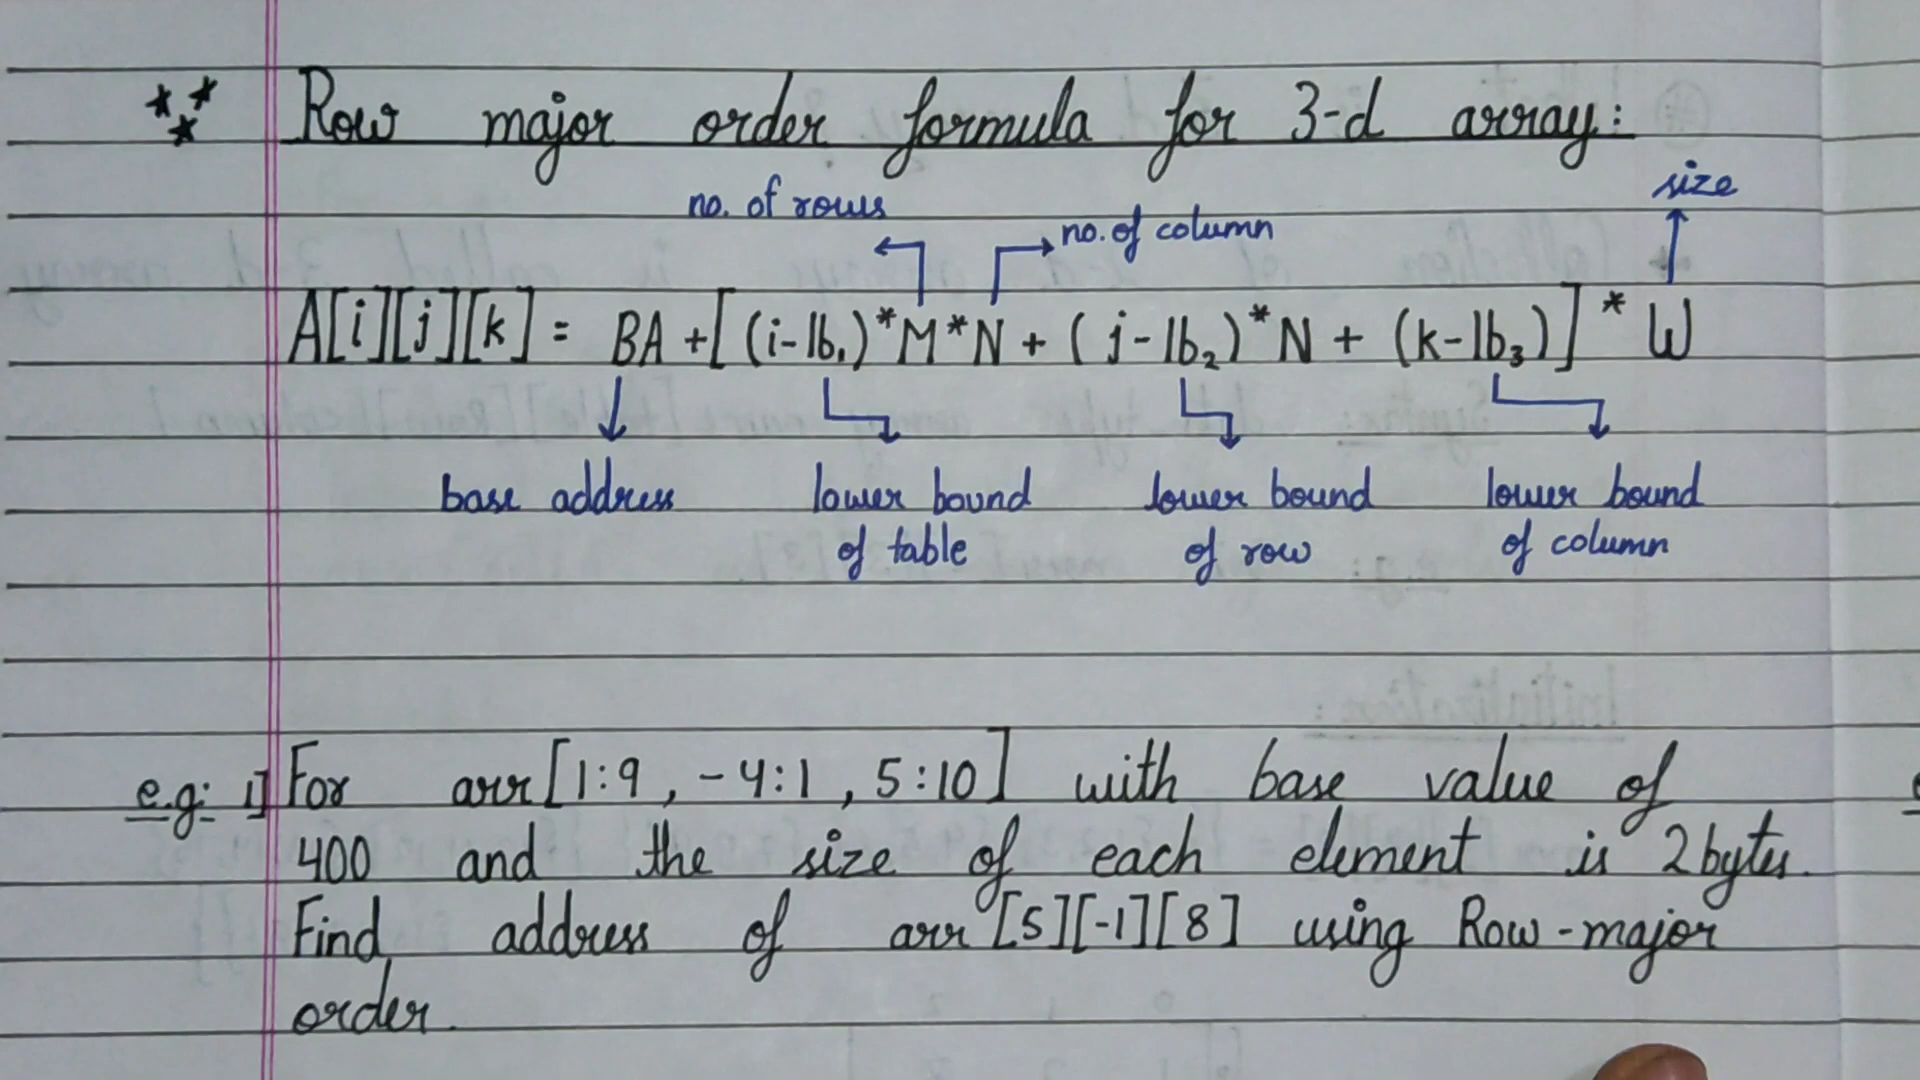 Row major order formula for 3-d array:
size
no. of rows
no. of column
A[i][j][k] = BA + [(i-lb₁)*M*N + (j-lb₂)*N + (k-lb₃)] * W
base address
lower bound
of table
lower bound
of row
lower bound
of column
e.g: 1] For arr[1:9, -4:1, 5:10] with base value of
400 and the size of each element is 2bytes.
Find address of arr[5][-1][8] using Row-major
order.